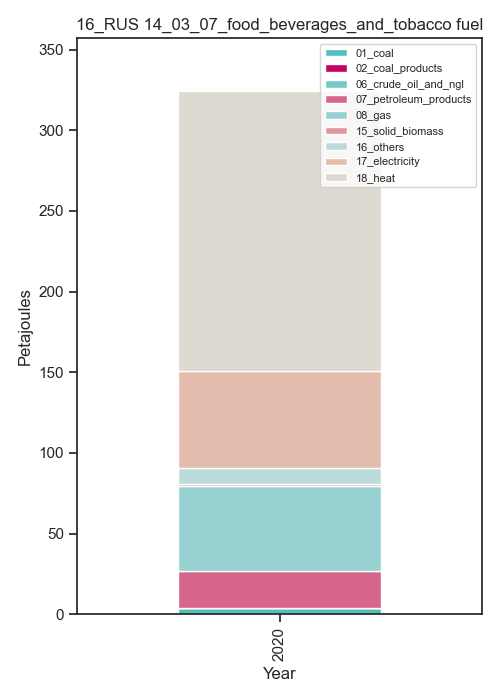 16_RUS 14_03_07_food_beverages_and_tobacco fuel
350
300
250
200
150
100
50
0
Petajoules
01_coal
02_coal_products
06_crude_oil_and_ngl
07_petroleum_products
08_gas
15_solid_biomass
16_others
17_electricity
18_heat
2020
Year